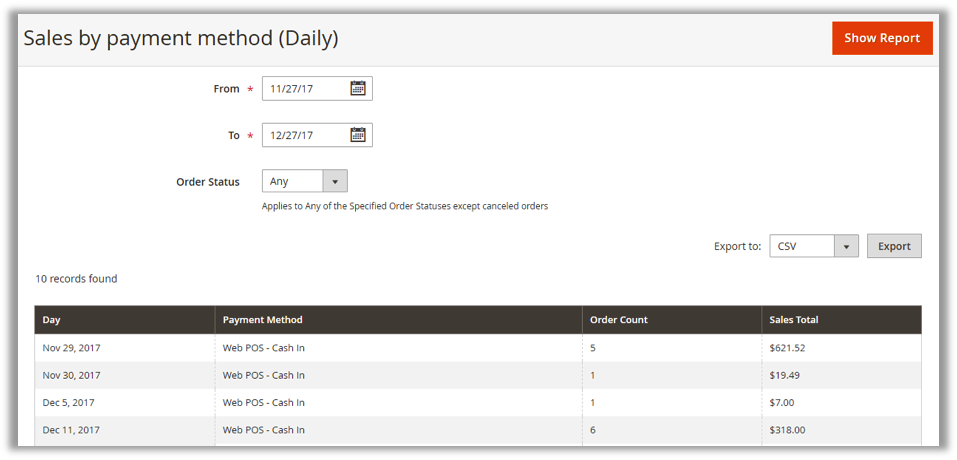 Sales by payment method (Daily)
Show Report
From * 11/27/17
To * 12/27/17
Order Status Any
Applies to Any of the Specified Order Statuses except canceled orders
Export to: CSV Export
10 records found
Day Payment Method Order Count Sales Total
Nov 29, 2017 Web POS - Cash In 5 $621.52
Nov 30, 2017 Web POS - Cash In 1 $19.49
Dec 5, 2017 Web POS - Cash In 1 $7.00
Dec 11, 2017 Web POS - Cash In 6 $318.00